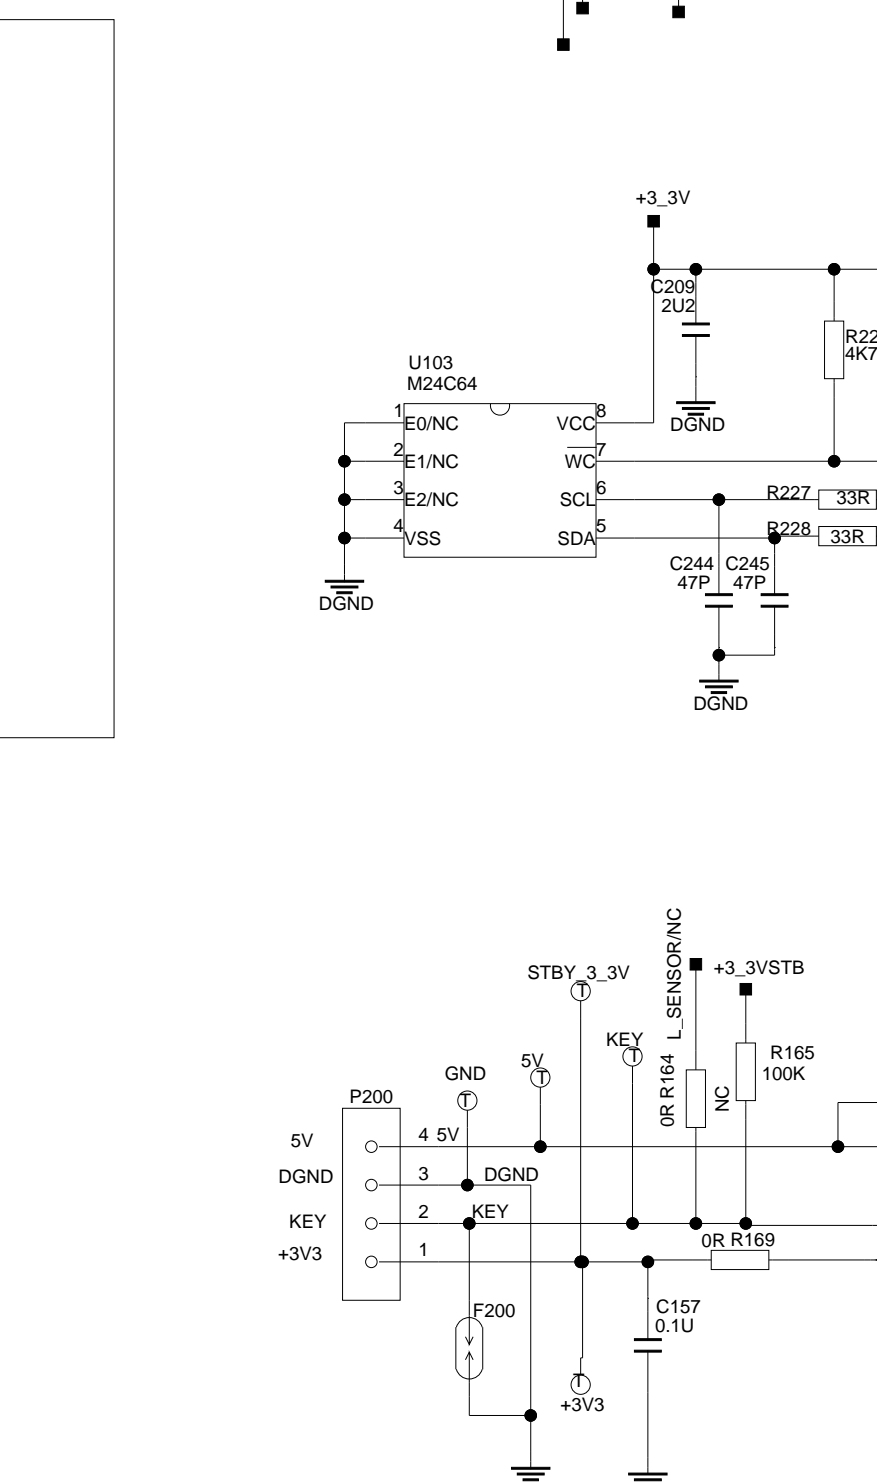 +3_3V
C209
2U2
R22
4K7
U103
M24C64
DGND
1 E0/NC VCC 8
2 E1/NC WC 7
3 E2/NC SCL 6
R227 33R
4 VSS SDA 5
R228 33R
C244 C245
47P 47P
DGND
DGND
L_SENSOR/NC
STBY_3_3V
+3_3VSTB
T
KEY
T
5V
T
GND
T
0R R164
NC
R165
100K
P200
5V 4 5V
DGND 3 DGND
KEY 2 KEY
+3V3 1
0R R169
F200
C157
0.1U
T
+3V3